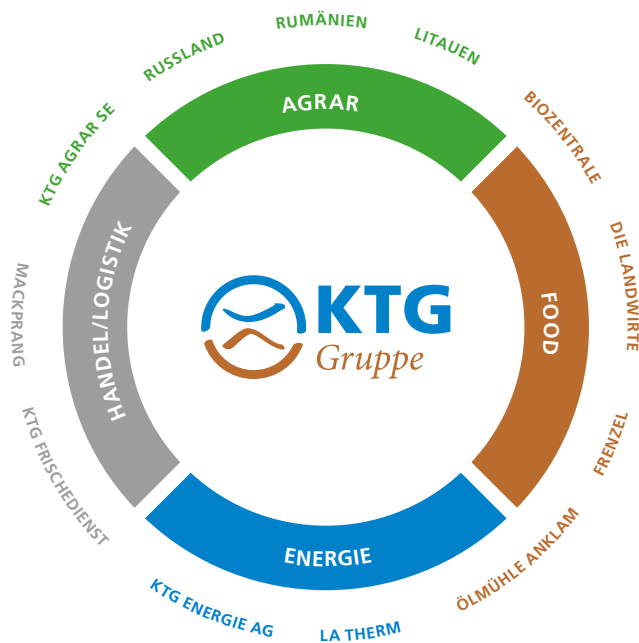 RUMÄNIEN
LITAUEN
RUSSLAND
KTG AGRAR SE
AGRAR
BIOZENTRALE
DIE LANDWIRTE
FOOD
FRENZEL
ÖLMÜHLE ANKLAM
ENERGIE
LA THERM
KTG ENERGIE AG
HANDEL/LOGISTIK
KTG FRISCHEDIENST
MACKPRANG
KTG
Gruppe